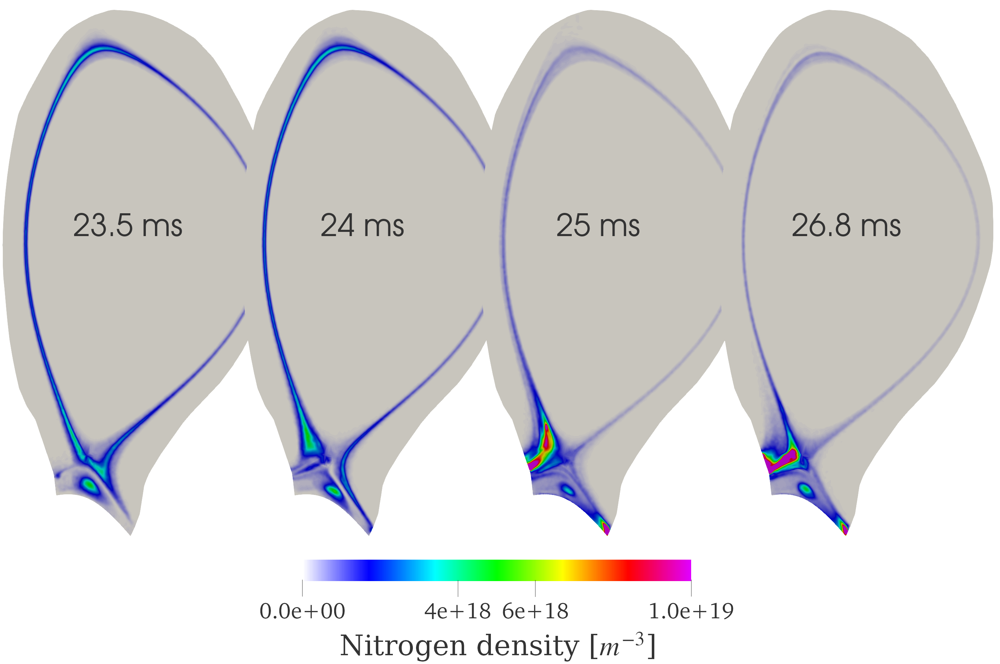 23.5 ms 24 ms 25 ms 26.8 ms
0.0e+00 4e+18 6e+18 1.0e+19
Nitrogen density [m⁻³]